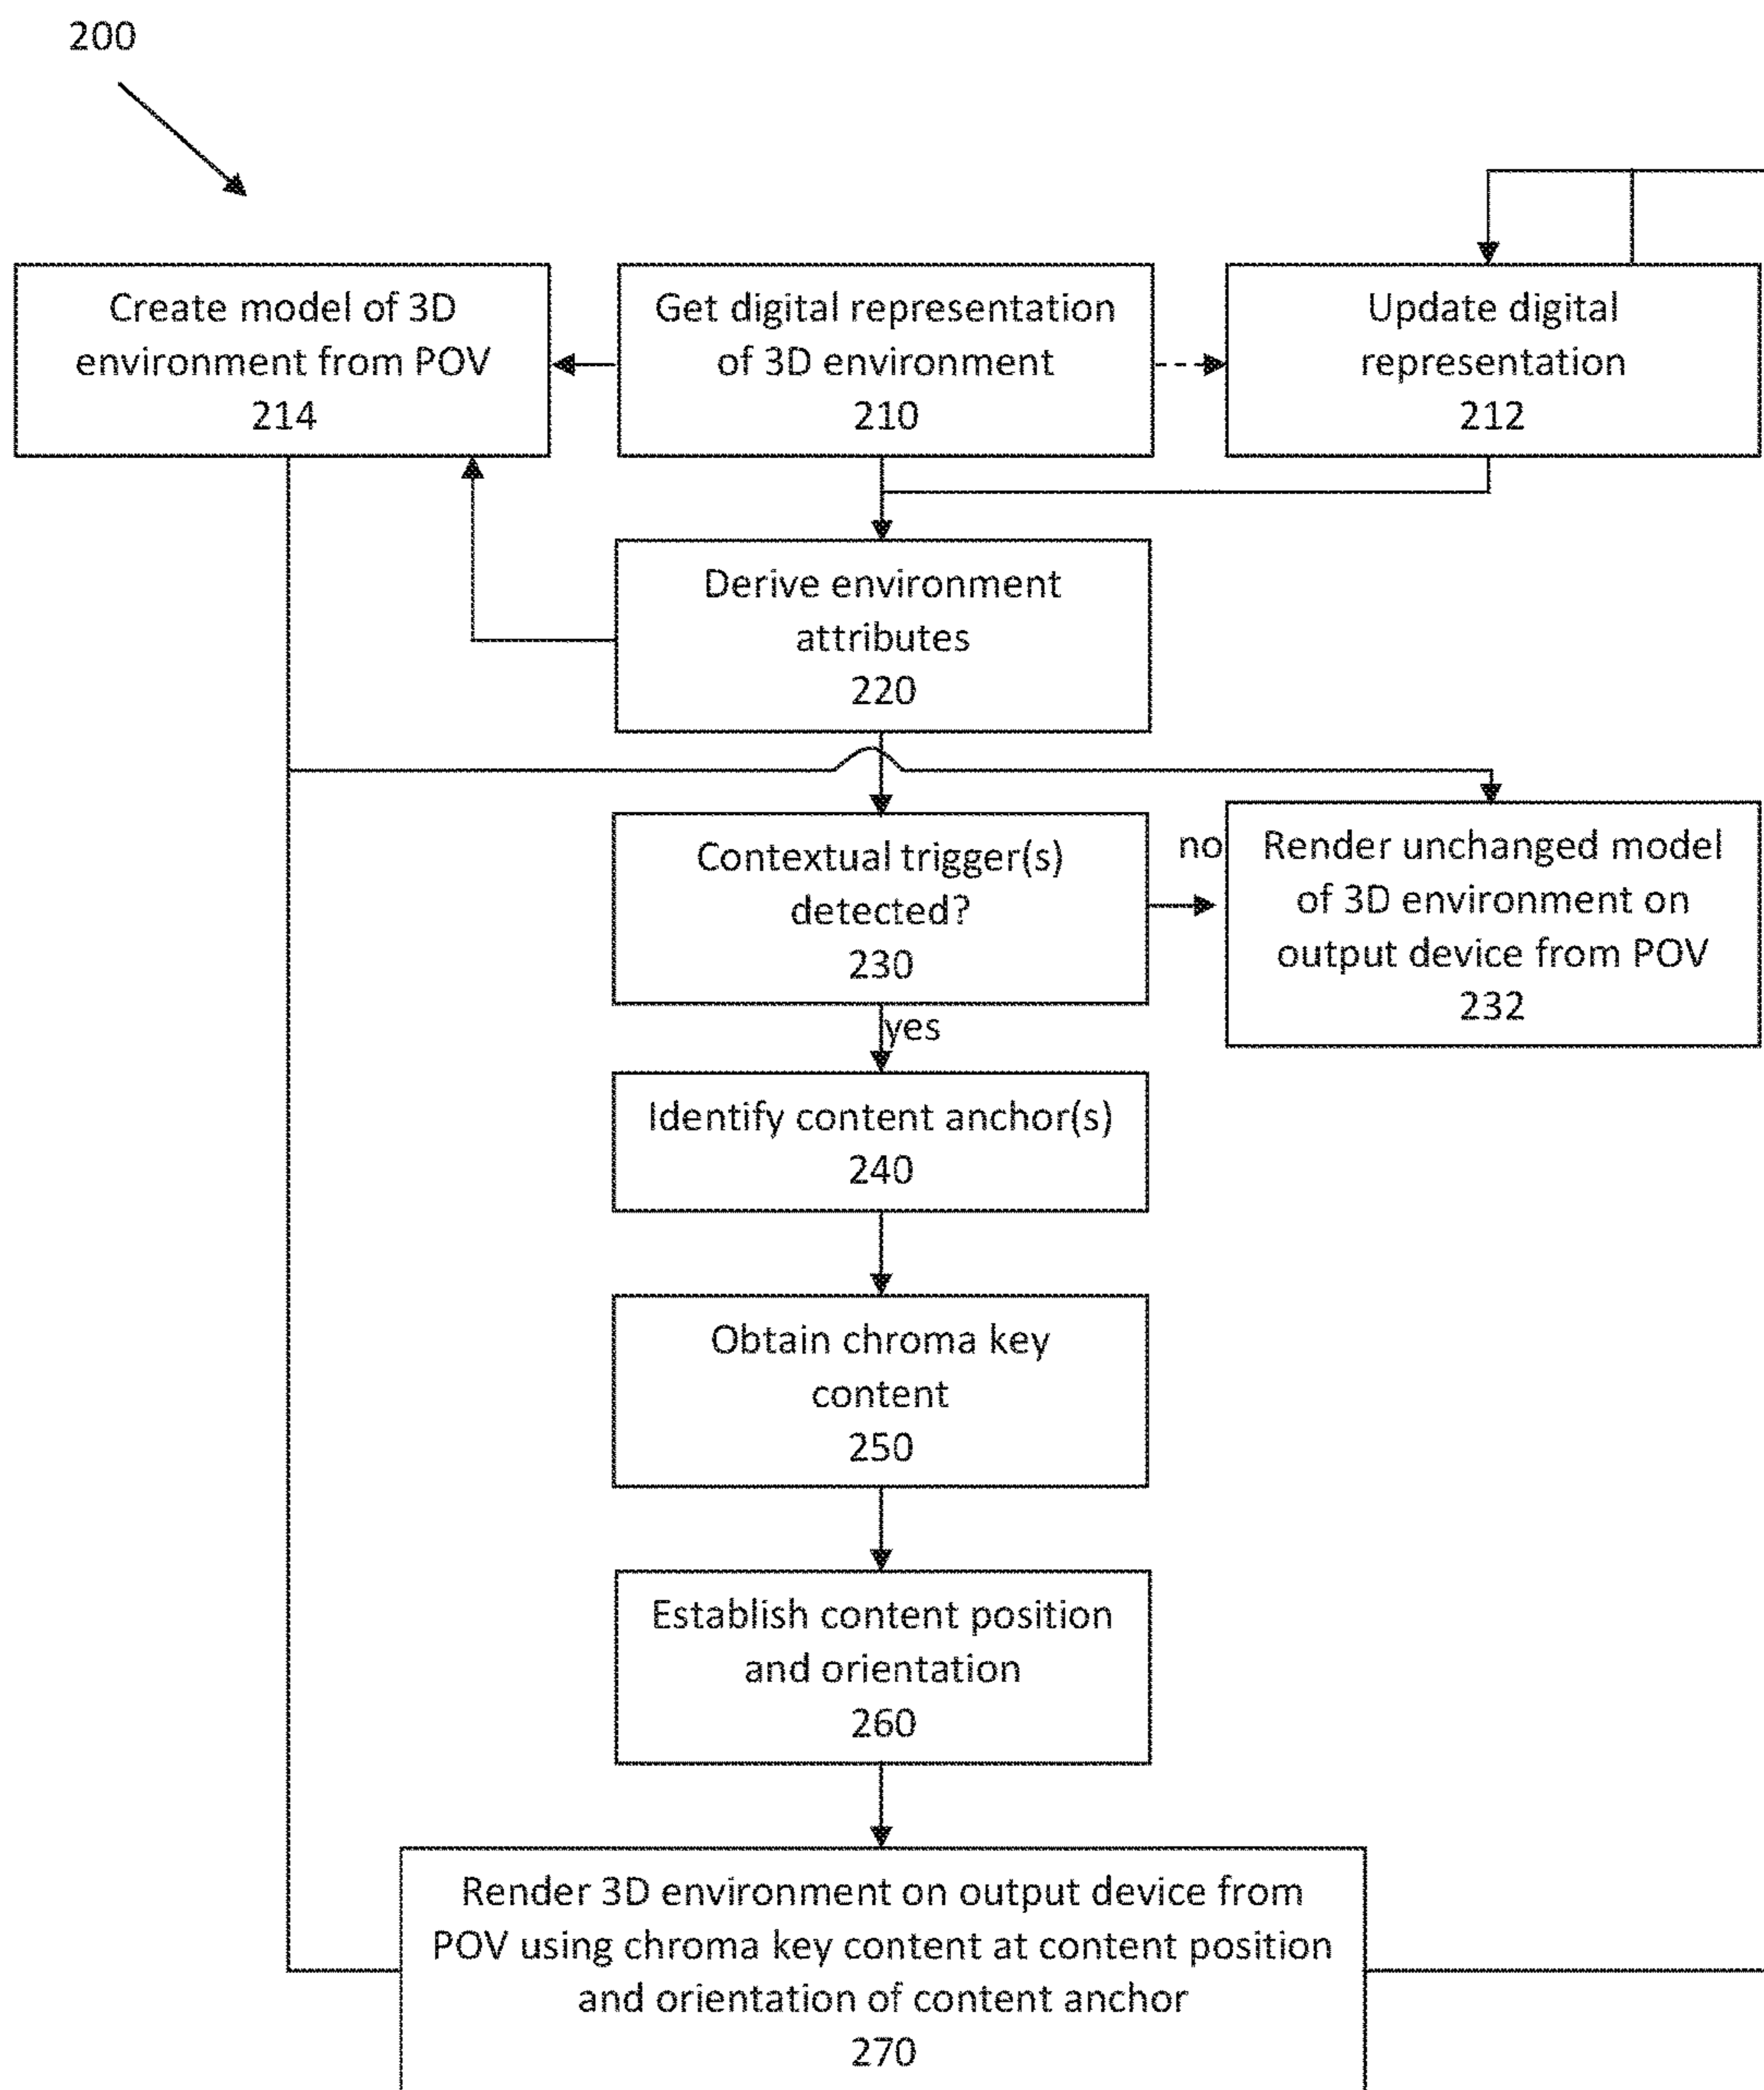 200
Create model of 3D
environment from POV
214
Get digital representation
of 3D environment
210
Update digital
representation
212
Derive environment
attributes
220
Contextual trigger(s)
detected?
230
no
Render unchanged model
of 3D environment on
output device from POV
232
yes
Identify content anchor(s)
240
Obtain chroma key
content
250
Establish content position
and orientation
260
Render 3D environment on output device from
POV using chroma key content at content position
and orientation of content anchor
270